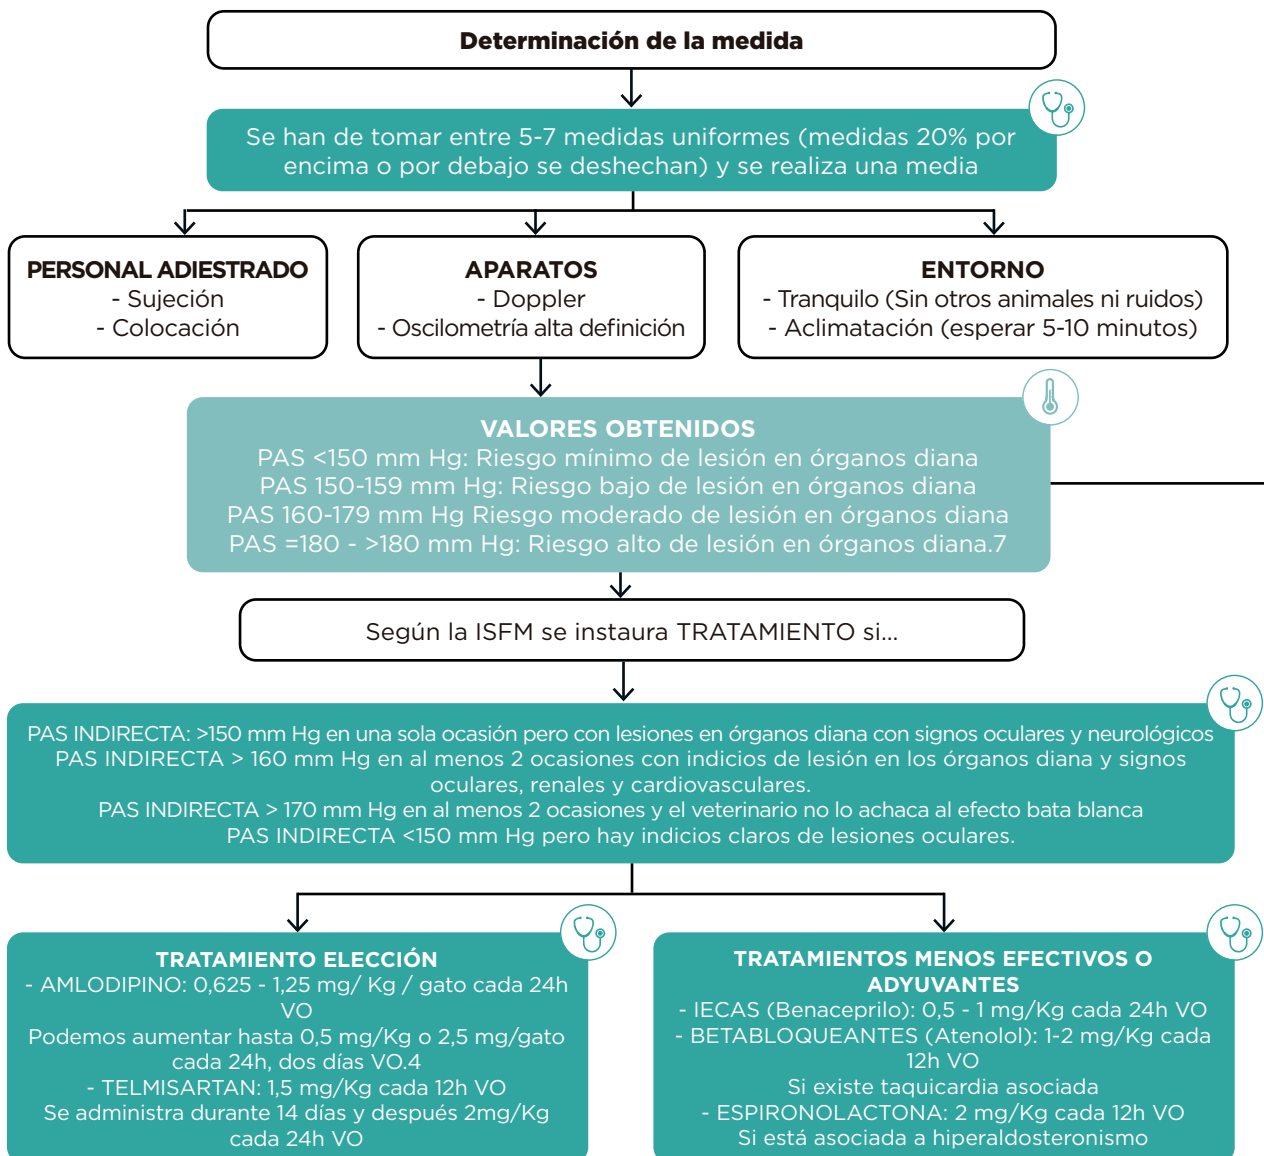 Determinación de la medida
Se han de tomar entre 5-7 medidas uniformes (medidas 20% por
encima o por debajo se deshechan) y se realiza una media
PERSONAL ADIESTRADO
- Sujeción
- Colocación
APARATOS
- Doppler
- Oscilometría alta definición
ENTORNO
- Tranquilo (Sin otros animales ni ruidos)
- Aclimatación (esperar 5-10 minutos)
VALORES OBTENIDOS
PAS <150 mm Hg: Riesgo mínimo de lesión en órganos diana
PAS 150-159 mm Hg: Riesgo bajo de lesión en órganos diana
PAS 160-179 mm Hg Riesgo moderado de lesión en órganos diana
PAS =180 - >180 mm Hg: Riesgo alto de lesión en órganos diana.7
Según la ISFM se instaura TRATAMIENTO si...
PAS INDIRECTA: >150 mm Hg en una sola ocasión pero con lesiones en órganos diana con signos oculares y neurológicos
PAS INDIRECTA > 160 mm Hg en al menos 2 ocasiones con indicios de lesión en los órganos diana y signos
oculares, renales y cardiovasculares.
PAS INDIRECTA > 170 mm Hg en al menos 2 ocasiones y el veterinario no lo achaca al efecto bata blanca
PAS INDIRECTA <150 mm Hg pero hay indicios claros de lesiones oculares.
TRATAMIENTO ELECCIÓN
- AMLODIPINO: 0,625 - 1,25 mg/ Kg / gato cada 24h
VO
Podemos aumentar hasta 0,5 mg/Kg o 2,5 mg/gato
cada 24h, dos días VO.4
- TELMISARTAN: 1,5 mg/Kg cada 12h VO
Se administra durante 14 días y después 2mg/Kg
cada 24h VO
TRATAMIENTOS MENOS EFECTIVOS O
ADYUVANTES
- IECAS (Benaceprilo): 0,5 - 1 mg/Kg cada 24h VO
- BETABLOQUEANTES (Atenolol): 1-2 mg/Kg cada
12h VO
Si existe taquicardia asociada
- ESPIRONOLACTONA: 2 mg/Kg cada 12h VO
Si está asociada a hiperaldosteronismo